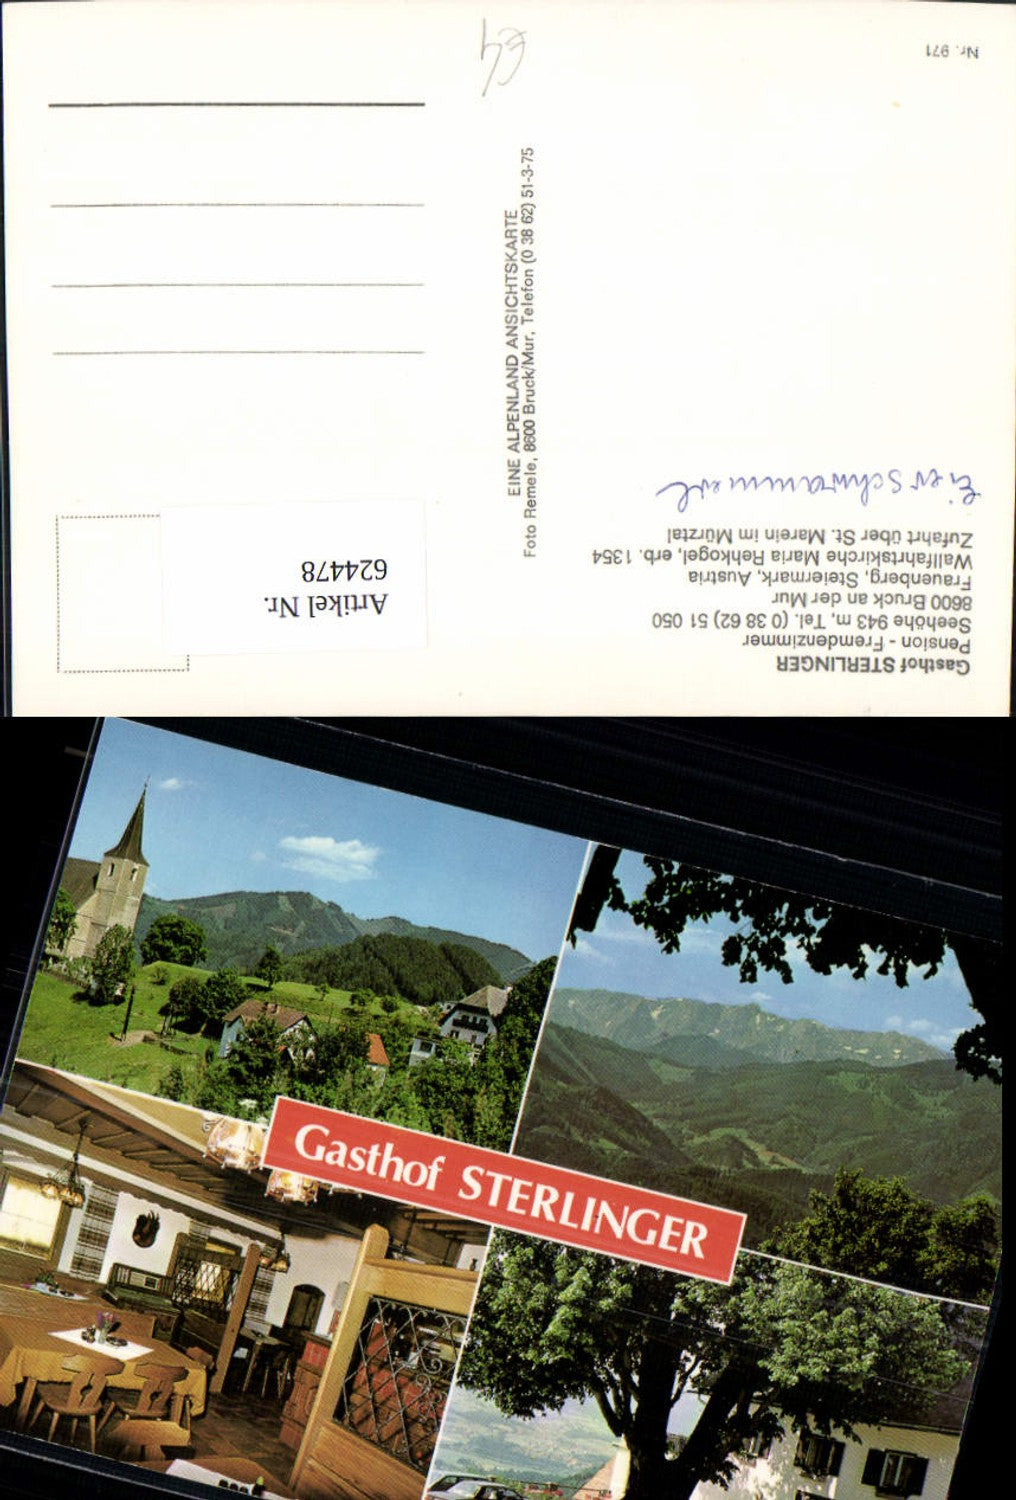 Gasthof STERLINGER
Pension - Fremdenzimmer
Seehöhe 943 m, Tel. (0 38 62) 51 050
8600 Bruck an der Mur
Frauenberg, Steiermark, Austria
Wallfahrtskirche Maria Rehkogel, erb. 1354
Zufahrt über St. Marein im Mürztal
Eierschwammerl
Nr. 971
EINE ALPENLAND ANSICHTSKARTE
Foto Remele, 8600 Bruck/Mur, Telefon (0 38 62) 51-3-75
Artikel Nr.
624478
Gasthof STERLINGER